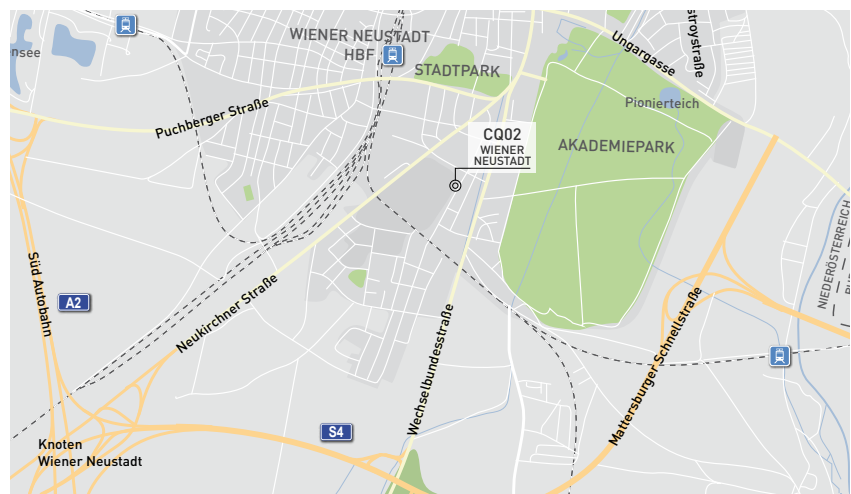 WIENER NEUSTADT
HBF
STADTPARK
Ungargasse
stroystraße
ensee
Puchberger Straße
Pionierteich
CQ02
WIENER
NEUSTADT
AKADEMIEPARK
NIEDERÖSTERREICH
Süd Autobahn
A2
Neukirchner Straße
Wechselbundesstraße
Mattersburger Schnellstraße
S4
Knoten
Wiener Neustadt